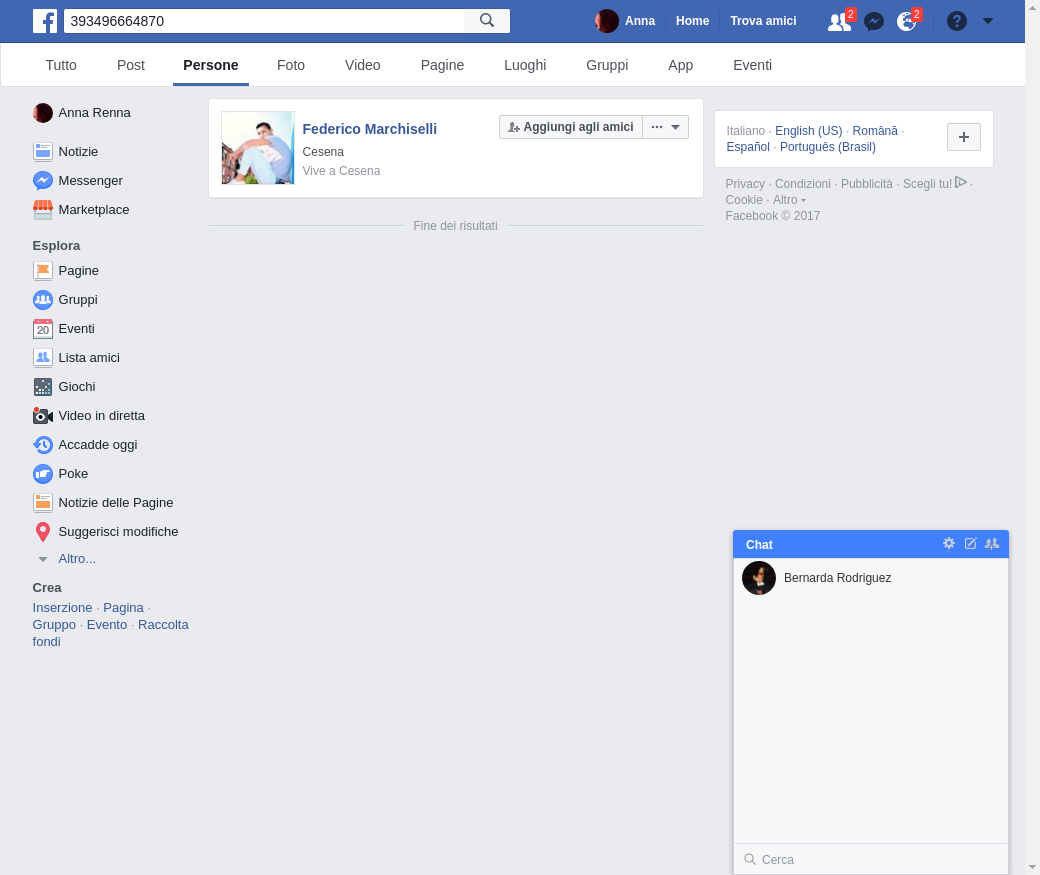 393496664870
Anna
Home
Trova amici
2
2
Tutto
Post
Persone
Foto
Video
Pagine
Luoghi
Gruppi
App
Eventi
Anna Renna
Notizie
Messenger
Marketplace
Esplora
Pagine
Gruppi
20
Eventi
Lista amici
Giochi
Video in diretta
Accadde oggi
Poke
Notizie delle Pagine
Suggerisci modifiche
Altro...
Crea
Inserzione · Pagina ·
Gruppo · Evento · Raccolta
fondi
Federico Marchiselli
Cesena
Vive a Cesena
Aggiungi agli amici
Fine dei risultati
Italiano · English (US) · Română ·
Español · Português (Brasil)
Privacy · Condizioni · Pubblicità · Scegli tu! ·
Cookie · Altro
Facebook © 2017
Chat
Bernarda Rodriguez
Cerca